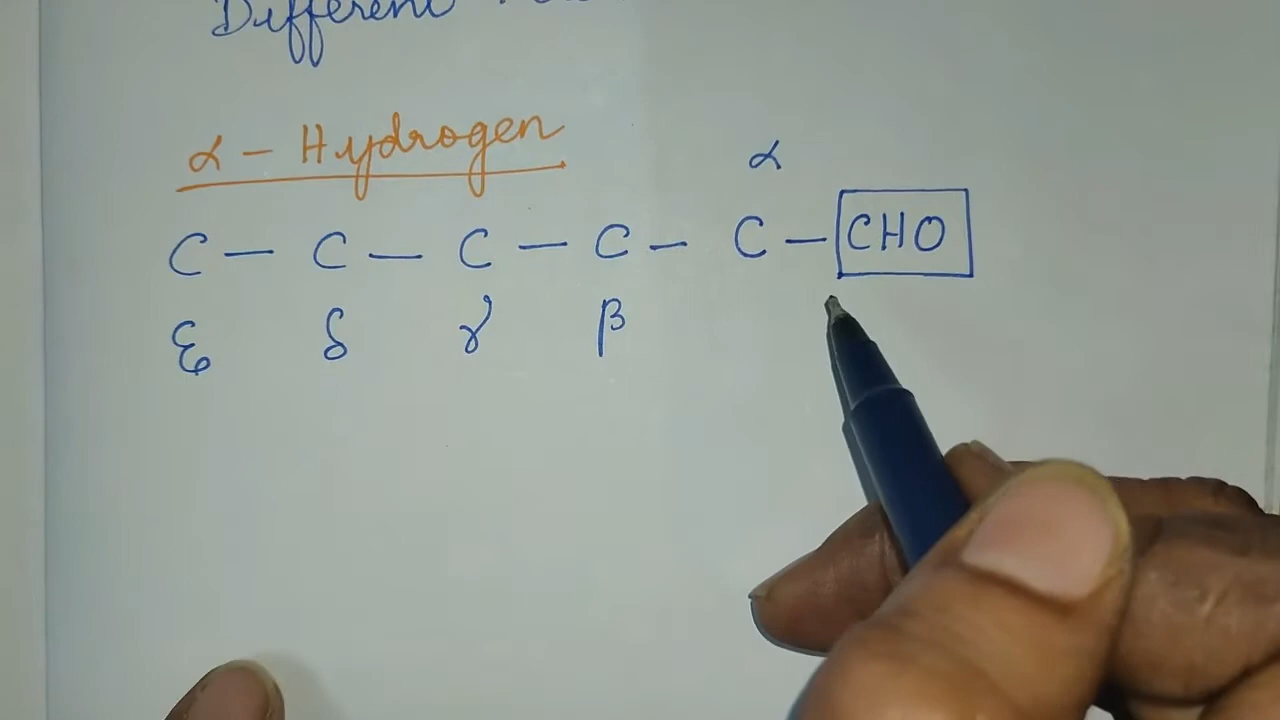 Different
α - Hydrogen
α
C - C - C - C - C - CHO
ε δ γ β